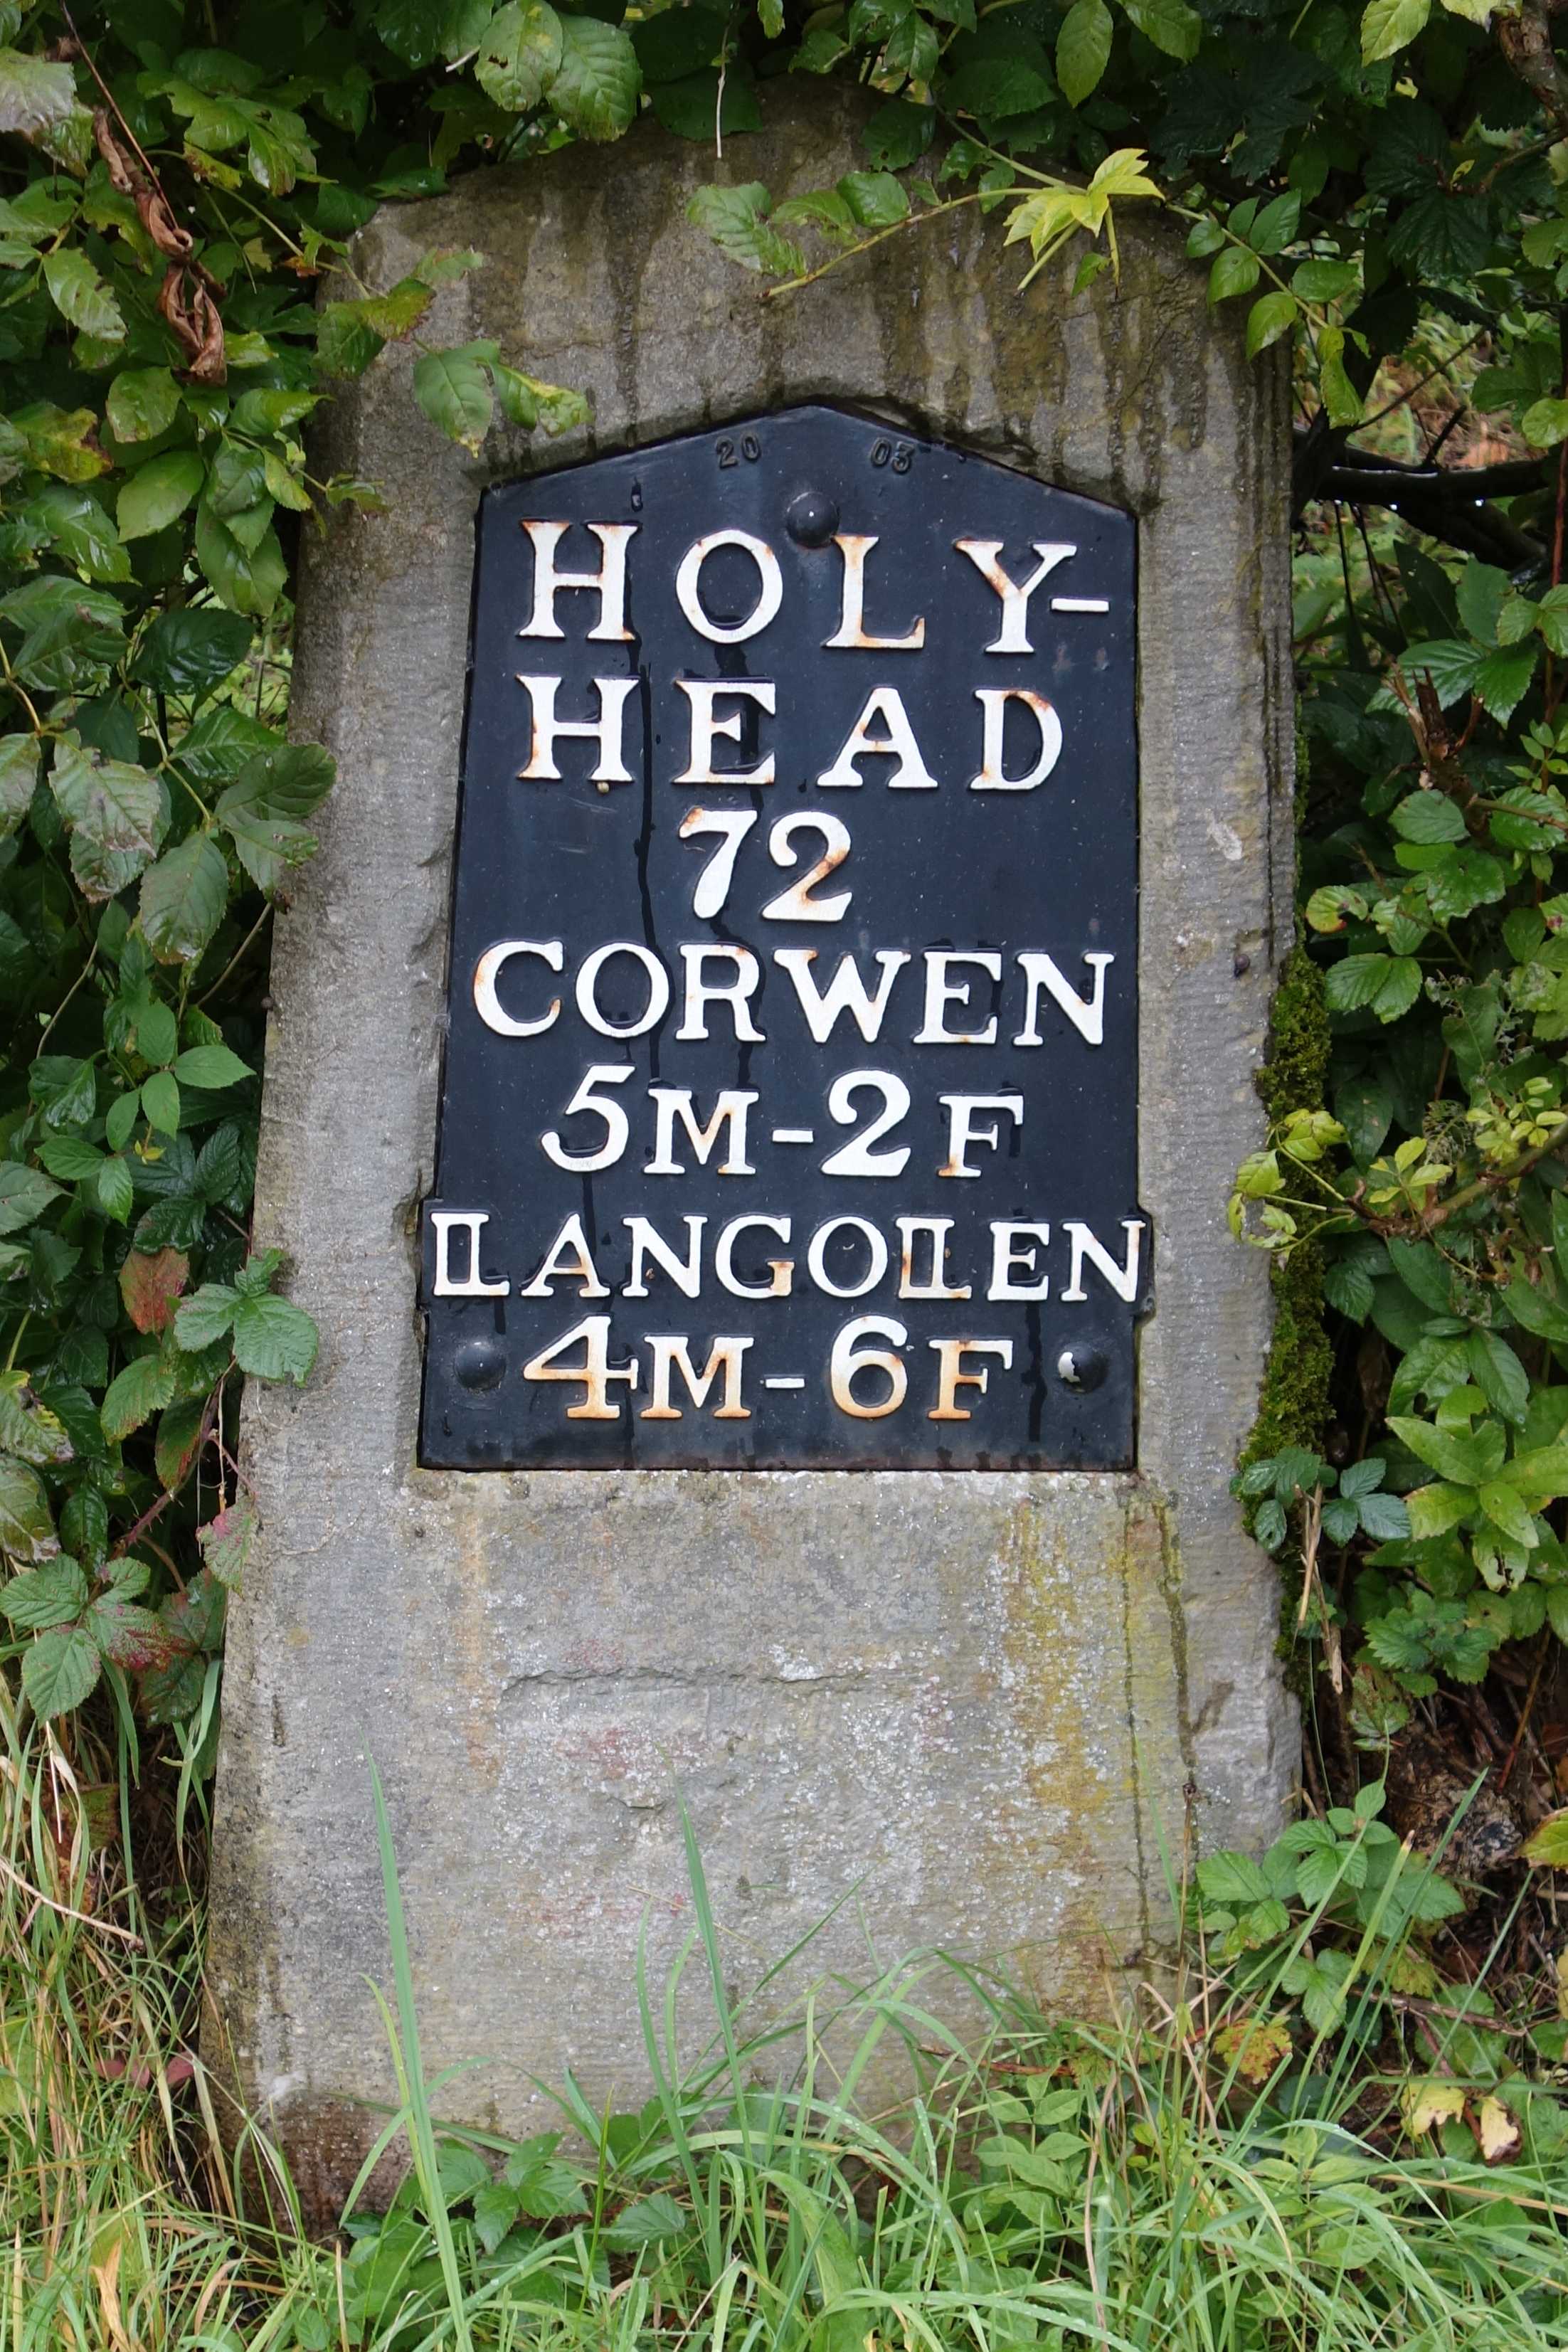 20 03
HOLY-
HEAD
72
CORWEN
5M-2F
LLANGOLLEN
4M-6F